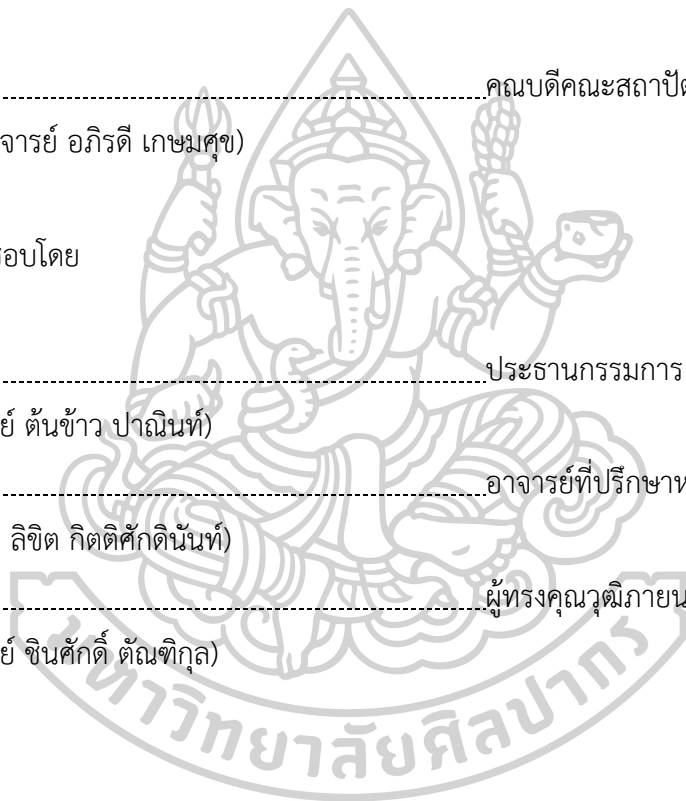 คณบดีคณะสถาปัต
จารย์ อภิรดี เกษมศุข)
สอบโดย
ประธานกรรมการ
ย์ ต้นข้าว ปาณินท์)
อาจารย์ที่ปรึกษาห
ลิขิต กิตติศักดินันท์)
ผู้ทรงคุณวุฒิภายน
ย์ ชินศักดิ์ ตัณฑิกุล)
มหาวิทยาลัยศิลปากร